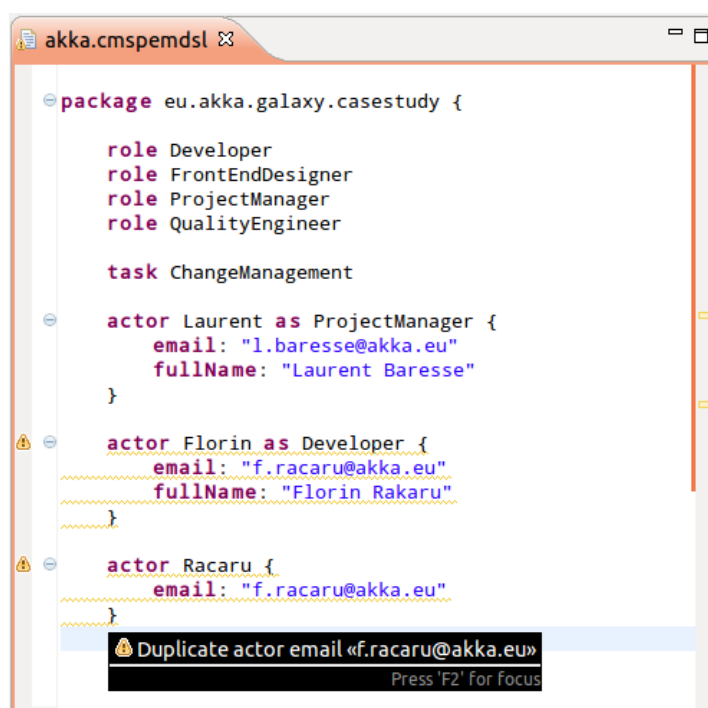 akka.cmspemdsl
package eu.akka.galaxy.casestudy {
role Developer
role FrontEndDesigner
role ProjectManager
role QualityEngineer
task ChangeManagement
actor Laurent as ProjectManager {
email: "l.baresse@akka.eu"
fullName: "Laurent Baresse"
}
actor Florin as Developer {
email: "f.racaru@akka.eu"
fullName: "Florin Rakaru"
}
actor Racaru {
email: "f.racaru@akka.eu"
}
Duplicate actor email «f.racaru@akka.eu»
Press 'F2' for focus